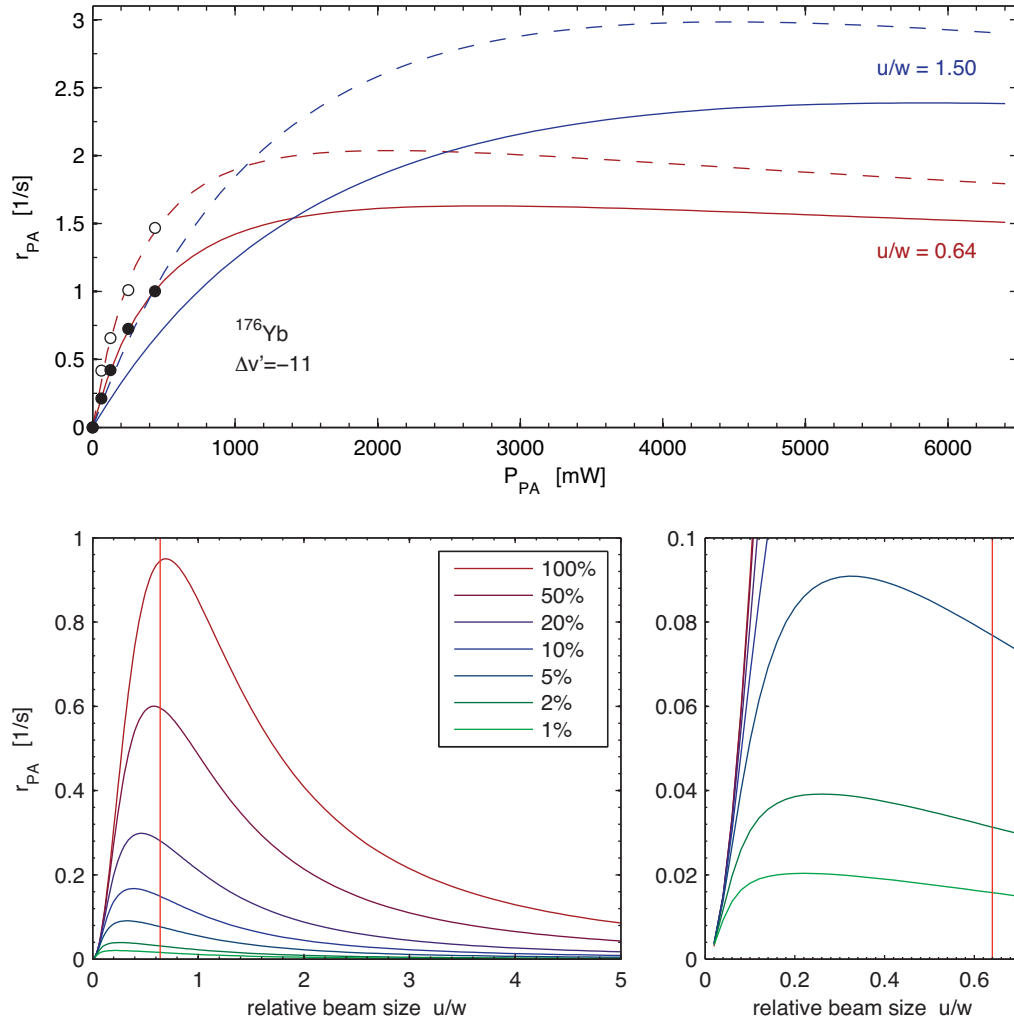 3
2.5
2
1.5
1
0.5
0
r_PA [1/s]
u/w = 1.50
u/w = 0.64
¹⁷⁶Yb
Δv'=−11
0 1000 2000 3000 4000 5000 6000
P_PA [mW]
1
0.8
0.6
0.4
0.2
0
r_PA [1/s]
100%
50%
20%
10%
5%
2%
1%
0 1 2 3 4 5
relative beam size u/w
0.1
0.08
0.06
0.04
0.02
0
0 0.2 0.4 0.6
relative beam size u/w